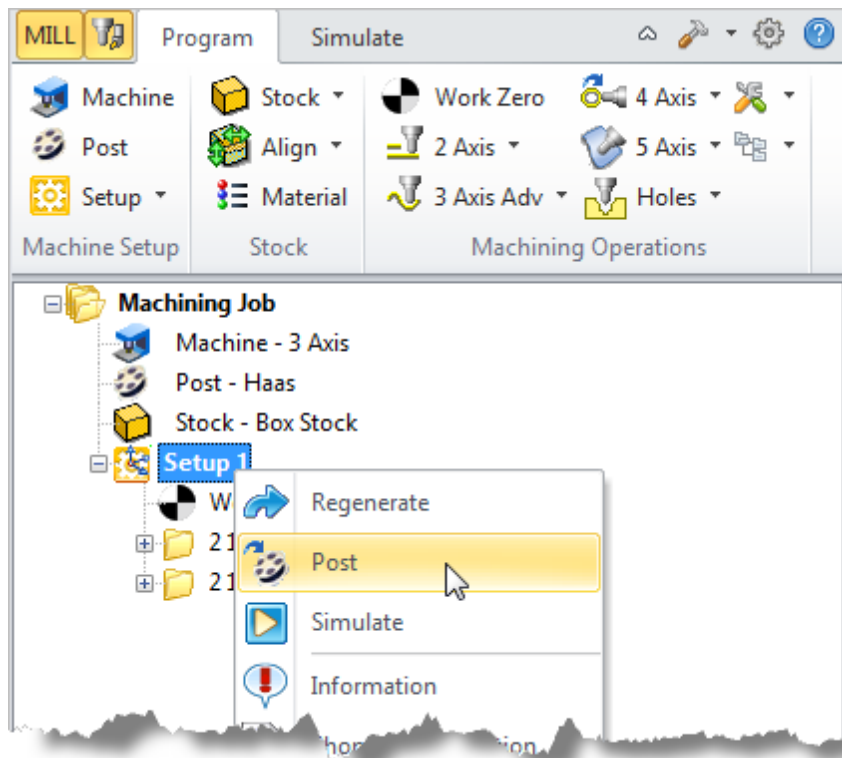 MILL Program Simulate
Machine Stock Work Zero 4 Axis
Post Align 2 Axis 5 Axis
Setup Material 3 Axis Adv Holes
Machine Setup Stock Machining Operations
Machining Job
Machine - 3 Axis
Post - Haas
Stock - Box Stock
Setup 1
Regenerate
21
Post
21
Simulate
Information